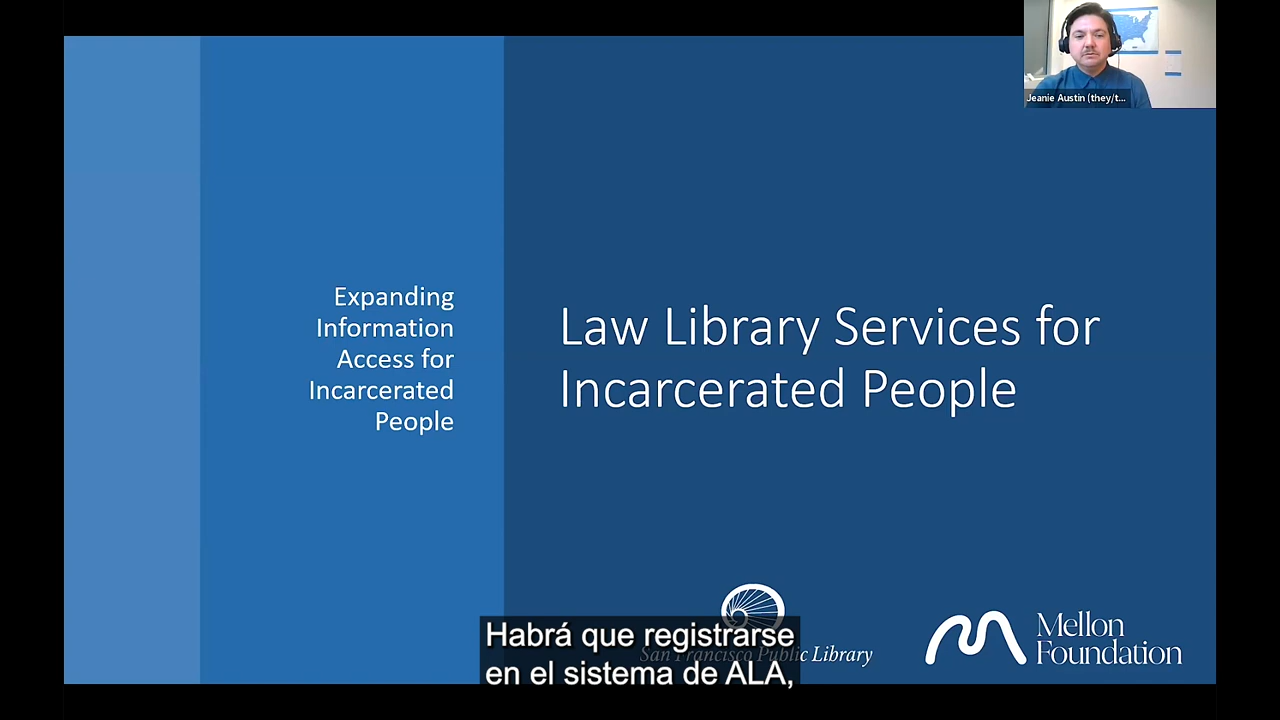 Jeanie Austin (they/t...
Expanding
Information
Access for
Incarcerated
People
Law Library Services for
Incarcerated People
San Francisco Public Library
Mellon
Foundation
Habrá que registrarse
en el sistema de ALA,